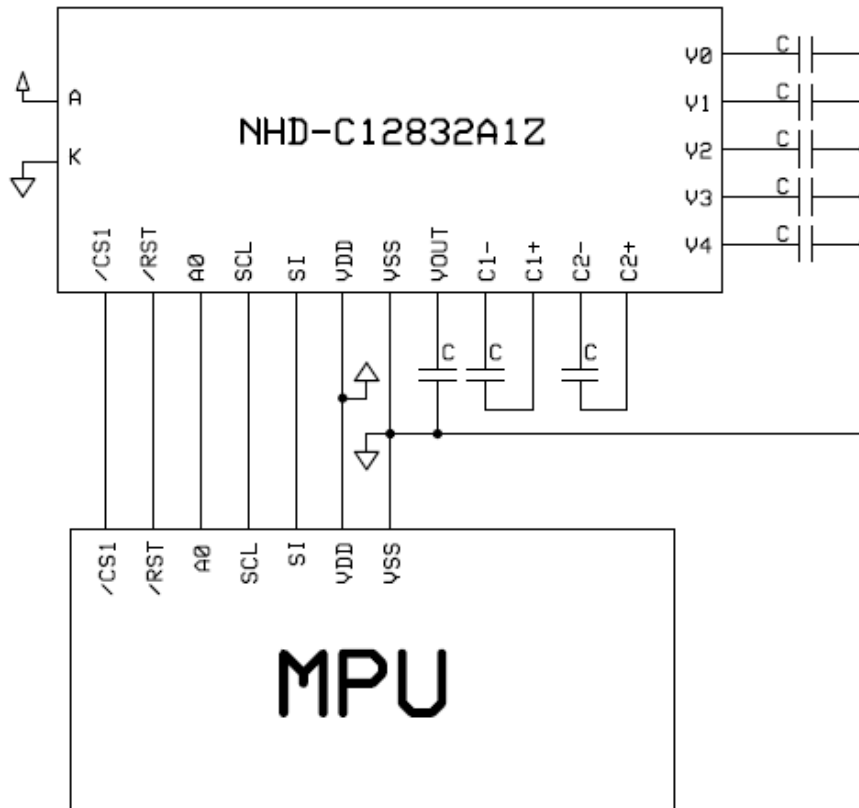 C
V0
C
A
V1
NHD-C12832A1Z
C
V2
K
C
V3
C
V4
/CS1
/RST
A0
SCL
SI
VDD
VSS
VOUT
C1-
C1+
C2-
C2+
C
C
C
/CS1
/RST
A0
SCL
SI
VDD
VSS
MPU